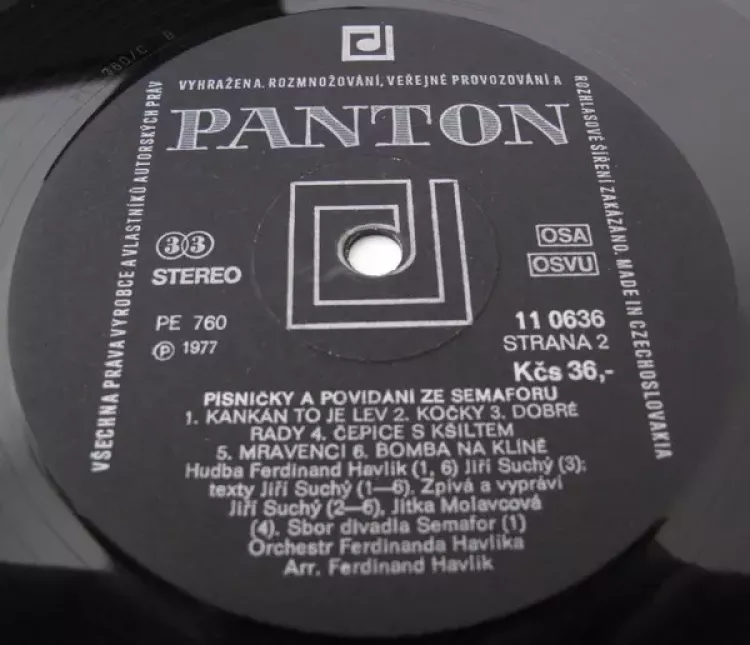 760/C
VYHRAŽENA. ROZMNOŽOVÁNÍ, VEŘEJNÉ PROVOZOVÁNÍ A
VŠECHNA PRÁVA VÝROBCE A VLASTNÍKŮ AUTORSKÝCH PRÁV
ROZHLASOVÉ ŠÍŘENÍ ZAKÁZÁNO. MADE IN CZECHOSLOVAKIA
PANTON
33
STEREO
OSA
OSVU
PE 760
℗ 1977
11 0636
STRANA 2
Kčs 36,-
PÍSNIČKY A POVÍDÁNÍ ZE SEMAFORU
1. KANKÁN TO JE LEV 2. KOČKY 3. DOBRÉ
RADY 4. ČEPICE S KŠILTEM
5. MRAVENCI 6. BOMBA NA KLÍNĚ
Hudba Ferdinand Havlík (1, 6) Jiří Suchý (3);
texty Jiří Suchý (1—6). Zpívá a vypráví
Jiří Suchý (2—6), Jitka Molavcová
(4). Sbor divadla Semafor (1)
Orchestr Ferdinanda Havlíka
Arr. Ferdinand Havlík